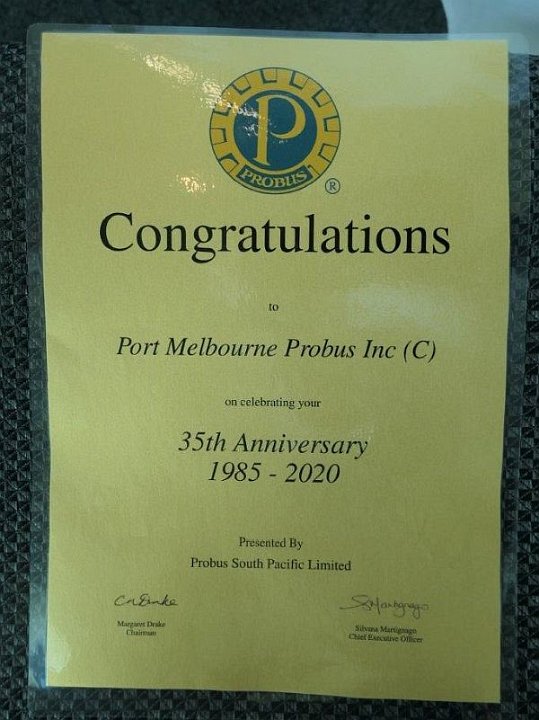 P
PROBUS
®
Congratulations
to
Port Melbourne Probus Inc (C)
on celebrating your
35th Anniversary
1985 - 2020
Presented By
Probus South Pacific Limited
Margaret Drake
Chairman
Silvana Martignago
Chief Executive Officer